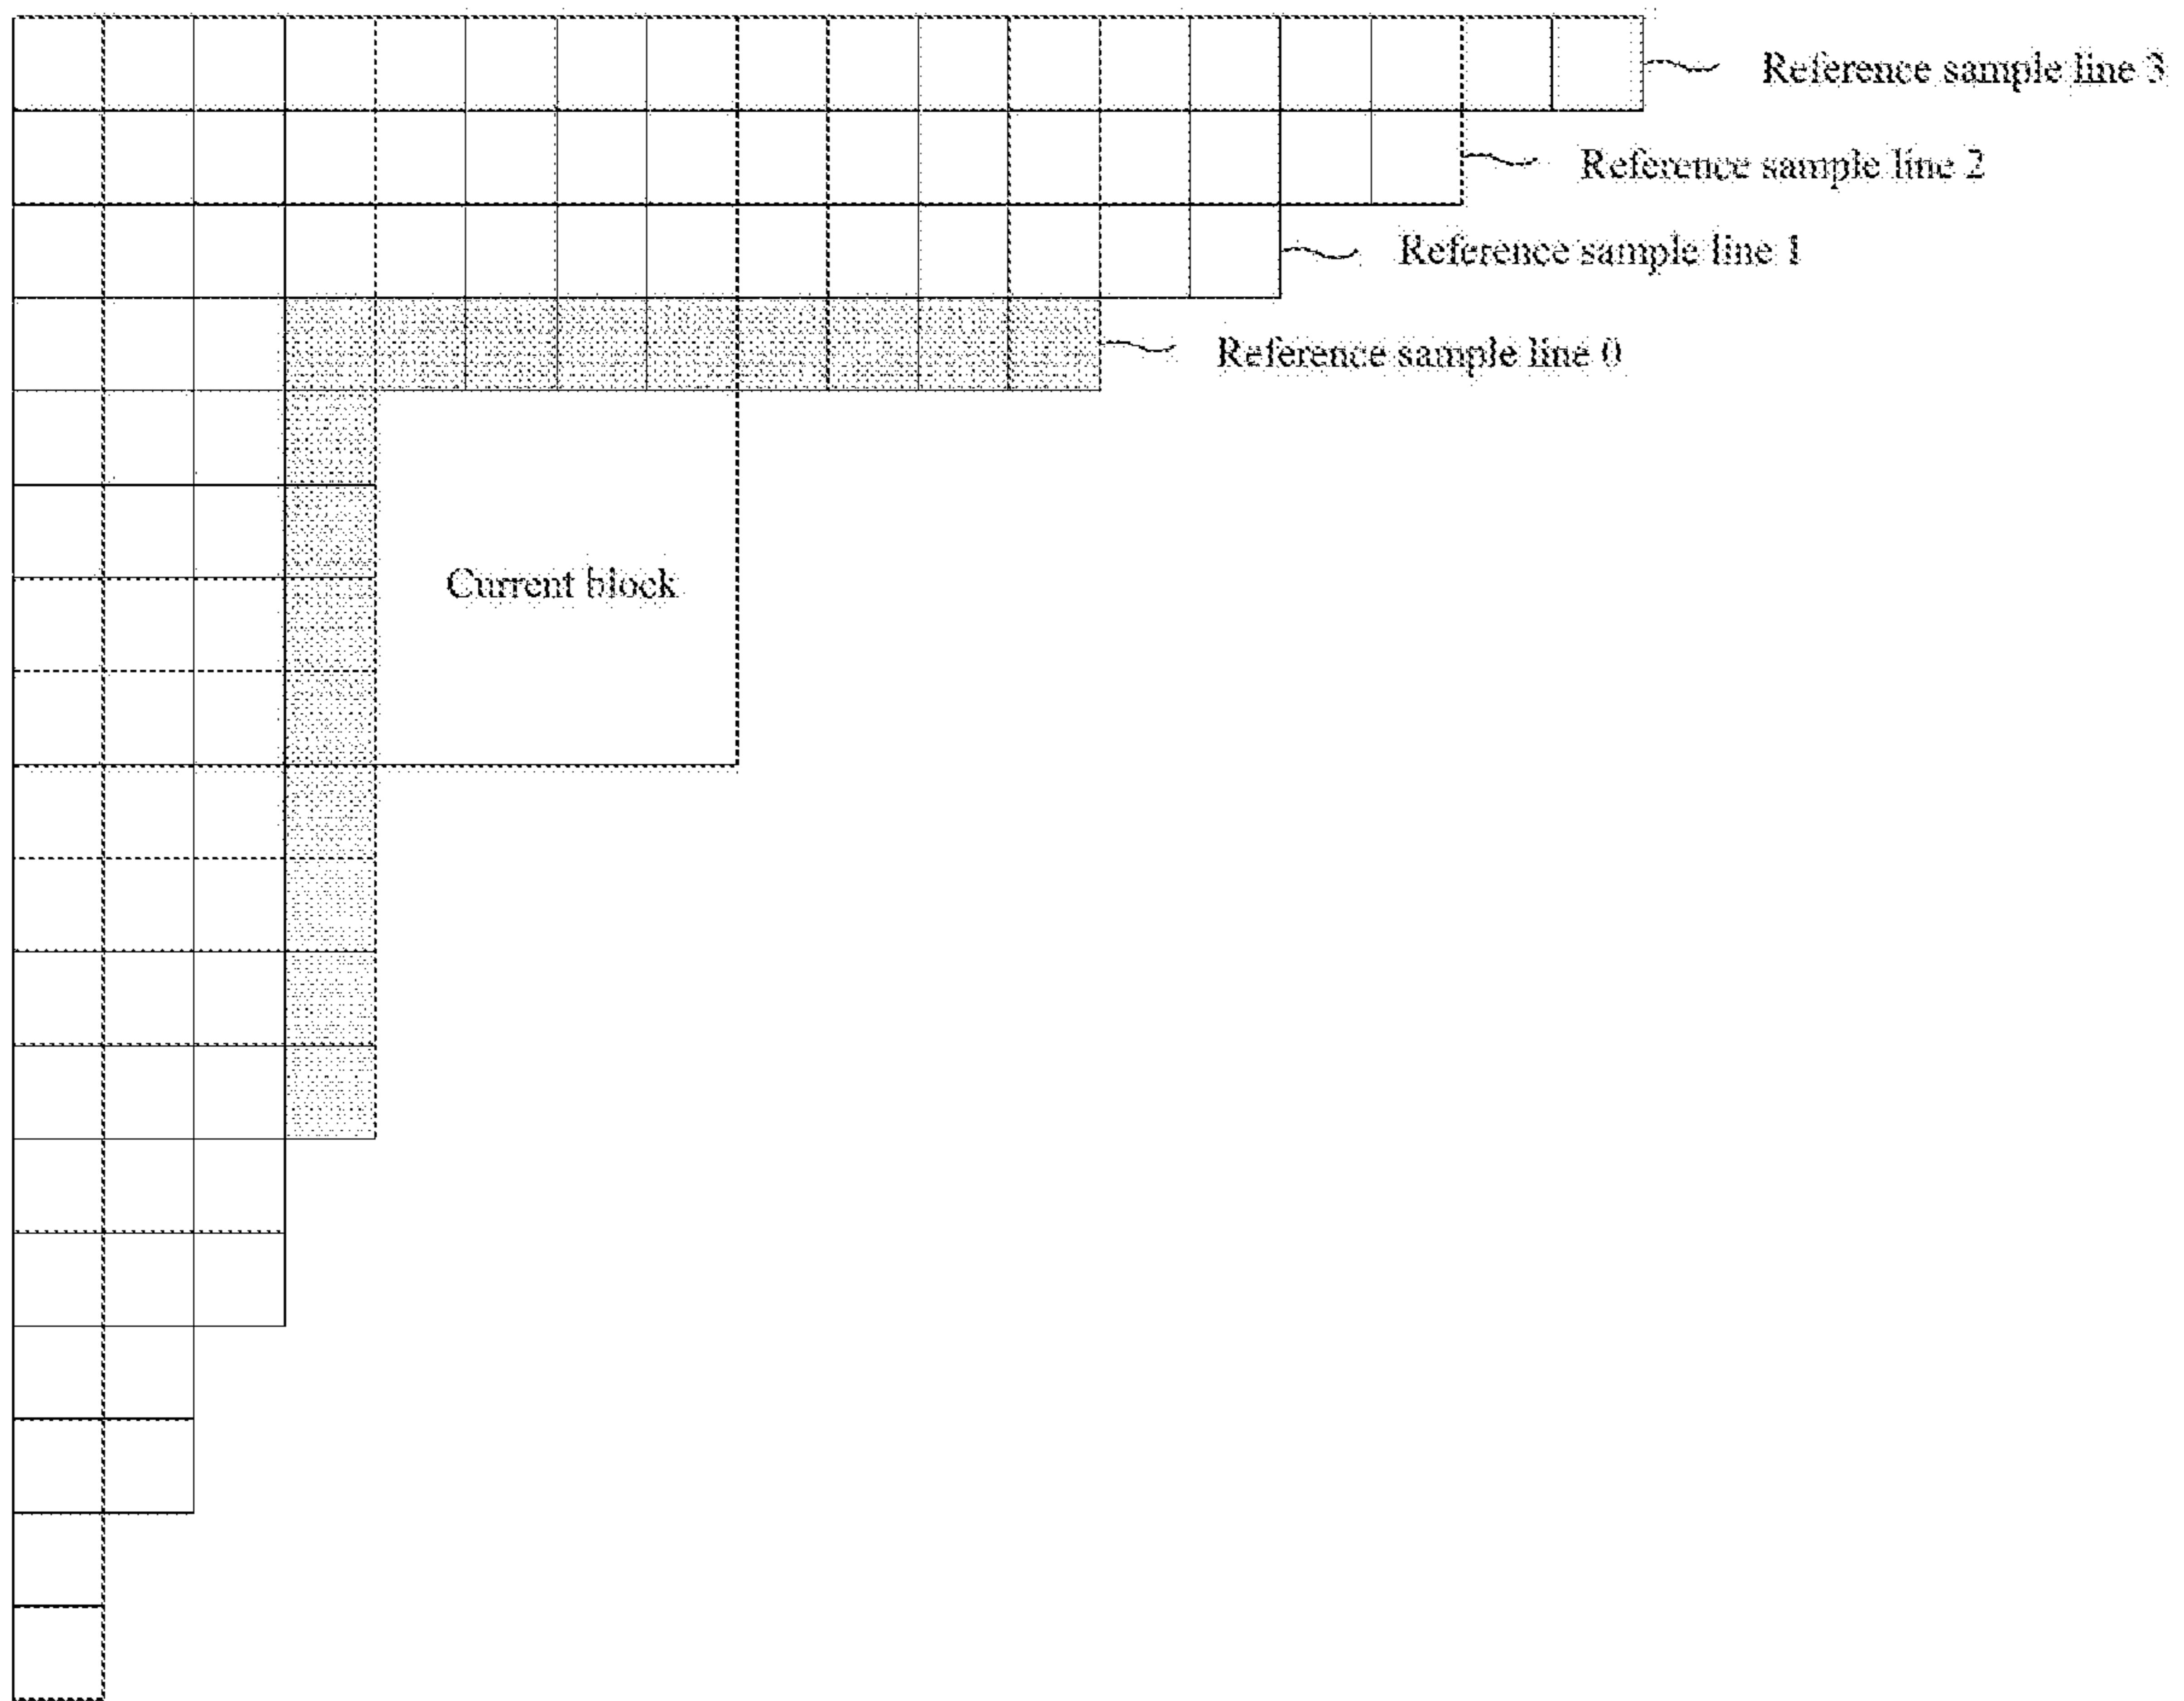 Reference sample line 3
Reference sample line 2
Reference sample line 1
Reference sample line 0
Current block